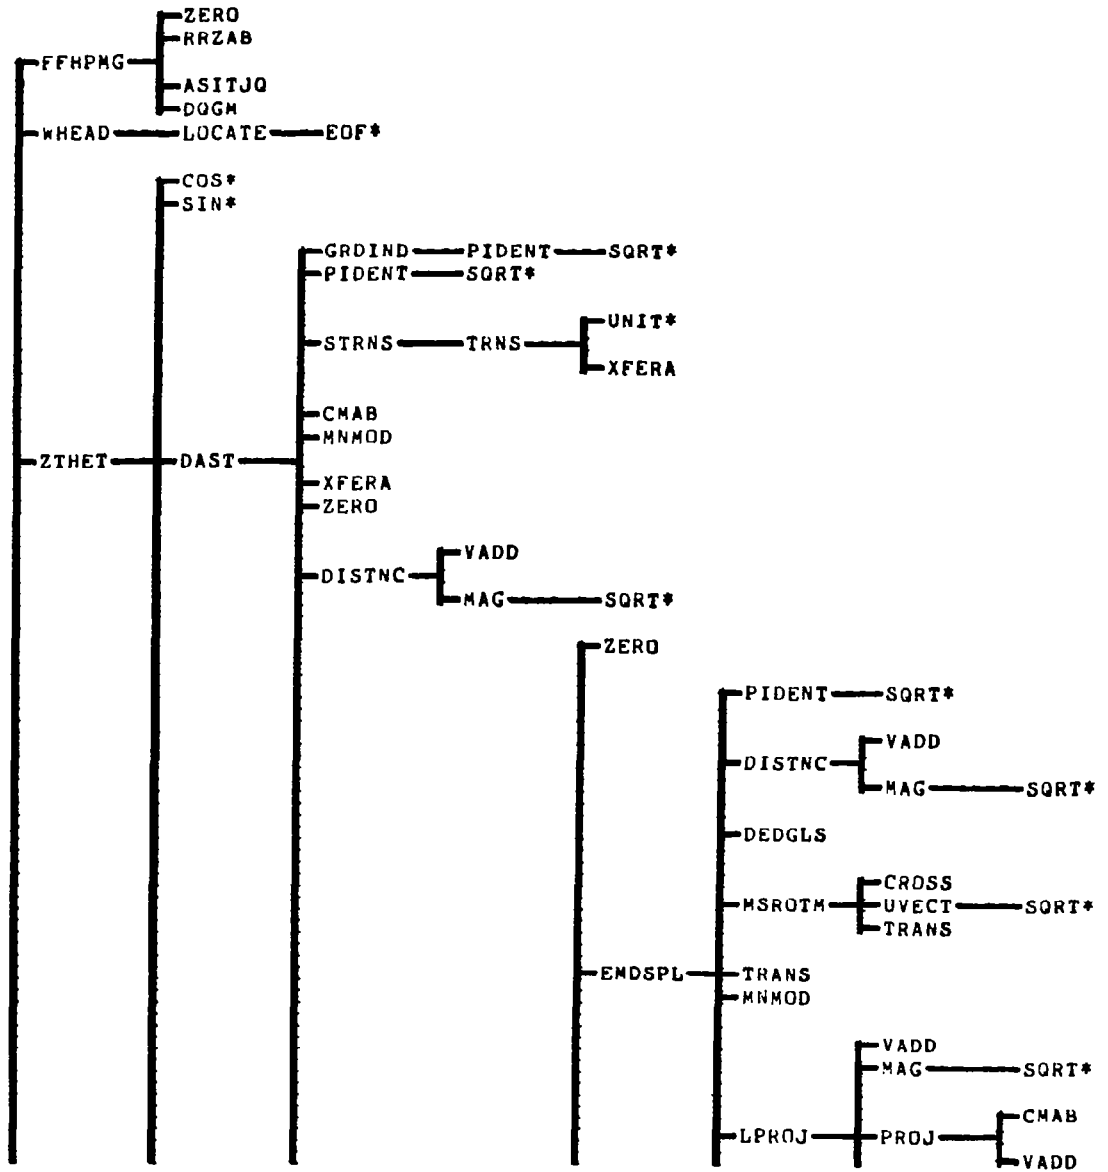 ZERO
RRZAB
FFHPMG
ASITJQ
DQGM
WHEAD LOCATE EOF*
COS*
SIN*
GRDIND PIDENT SQRT*
PIDENT SQRT*
UNIT*
STRNS TRNS
XFERA
CMAB
MNMOD
ZTHET DAST
XFERA
ZERO
VADD
DISTNC
MAG SQRT*
ZERO
PIDENT SQRT*
VADD
DISTNC
MAG SQRT*
DEDGLS
CROSS
MSROTM UVECT SQRT*
TRANS
EMDSPL TRANS
MNMOD
VADD
MAG SQRT*
CMAB
LPROJ PROJ
VADD